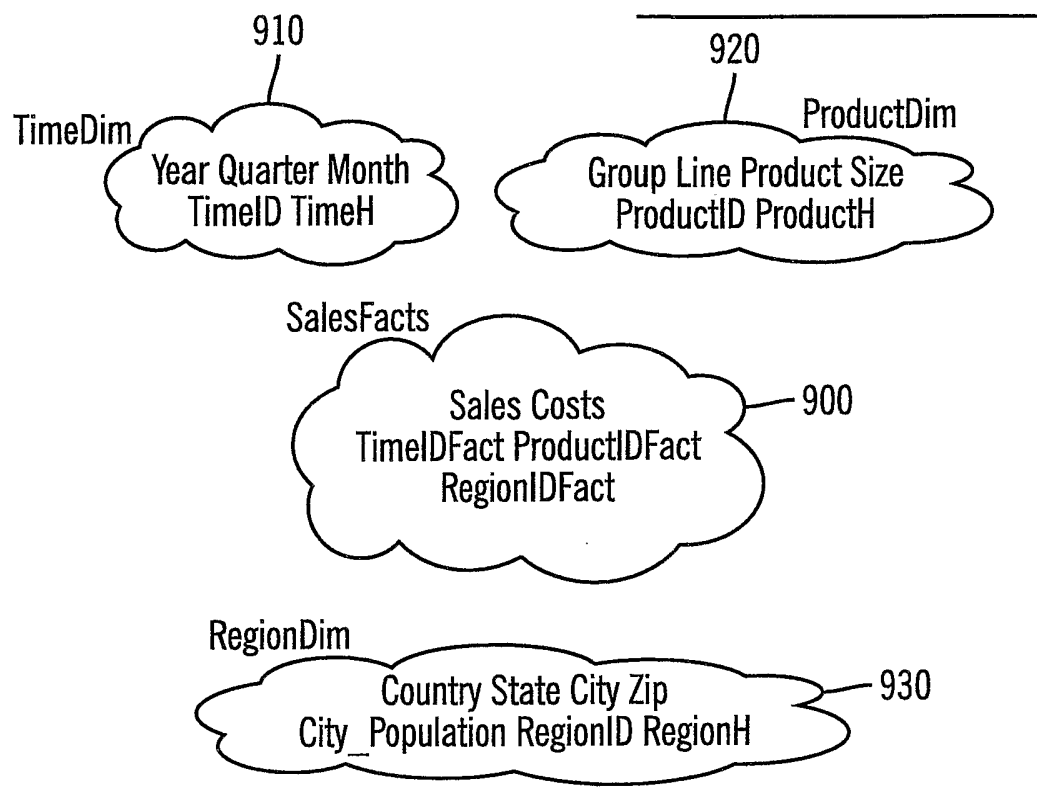 910
920
TimeDim
ProductDim
Year Quarter Month
TimeID TimeH
Group Line Product Size
ProductID ProductH
SalesFacts
Sales Costs
TimeIDFact ProductIDFact
RegionIDFact
900
RegionDim
Country State City Zip
City_Population RegionID RegionH
930